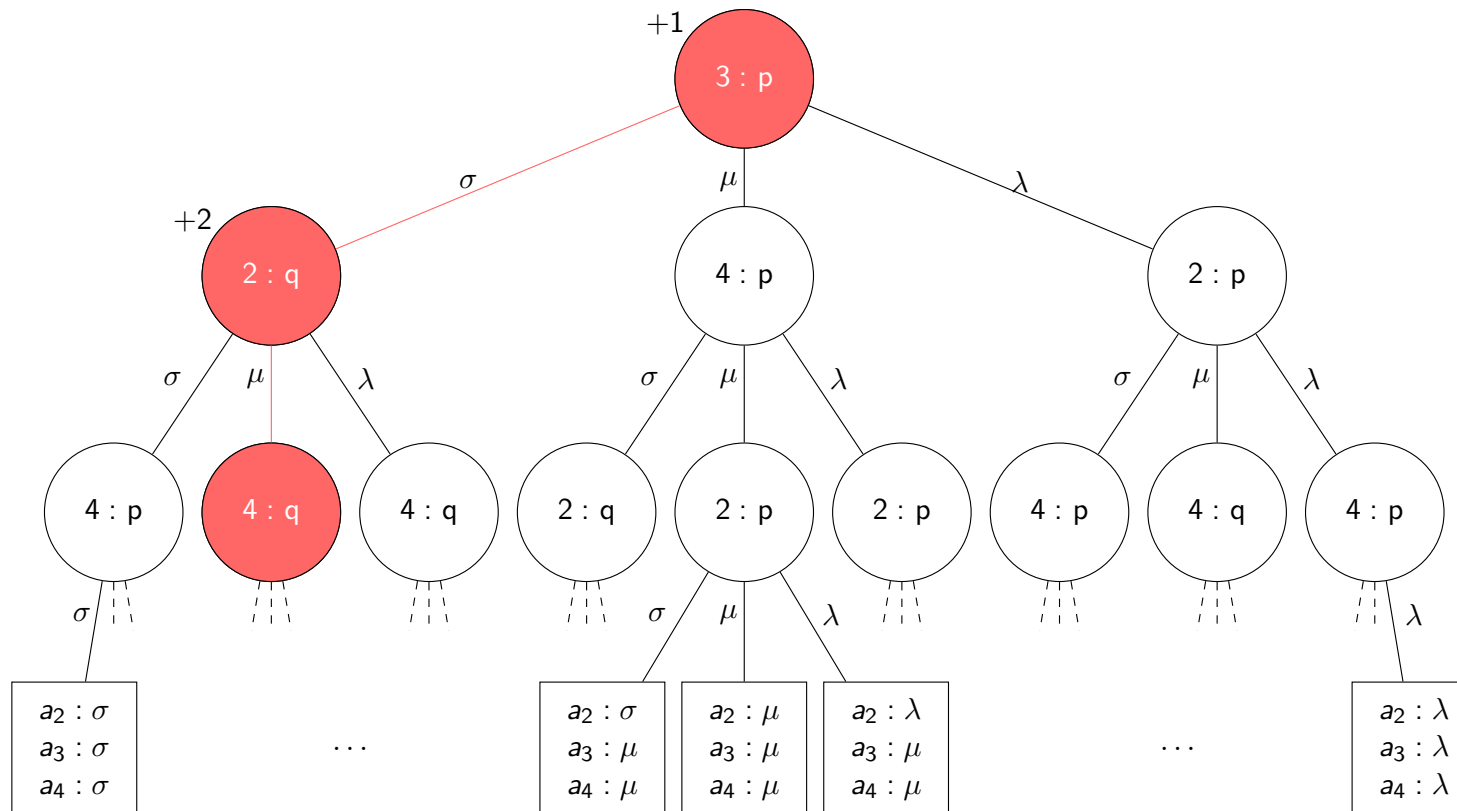 +1
3 : p
σ
μ
λ
+2
2 : q
4 : p
2 : p
σ
μ
λ
σ
μ
λ
σ
μ
λ
4 : p
4 : q
4 : q
2 : q
2 : p
2 : p
4 : p
4 : q
4 : p
σ
σ
μ
λ
λ
a₂ : σ
a₃ : σ
a₄ : σ
. . .
a₂ : σ
a₃ : μ
a₄ : μ
a₂ : μ
a₃ : μ
a₄ : μ
a₂ : λ
a₃ : μ
a₄ : μ
. . .
a₂ : λ
a₃ : λ
a₄ : λ